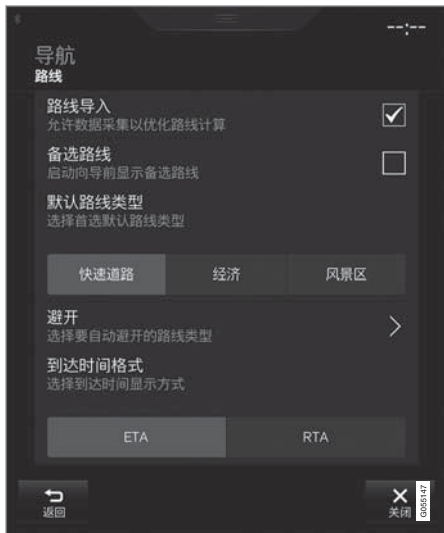 --:--
导航
路线
路线导入
允许数据采集以优化路线计算
备选路线
启动向导前显示备选路线
默认路线类型
选择首选默认路线类型
快速道路 经济 风景区
避开
选择要自动避开的路线类型
到达时间格式
选择到达时间显示方式
ETA RTA
返回 关闭
G055147